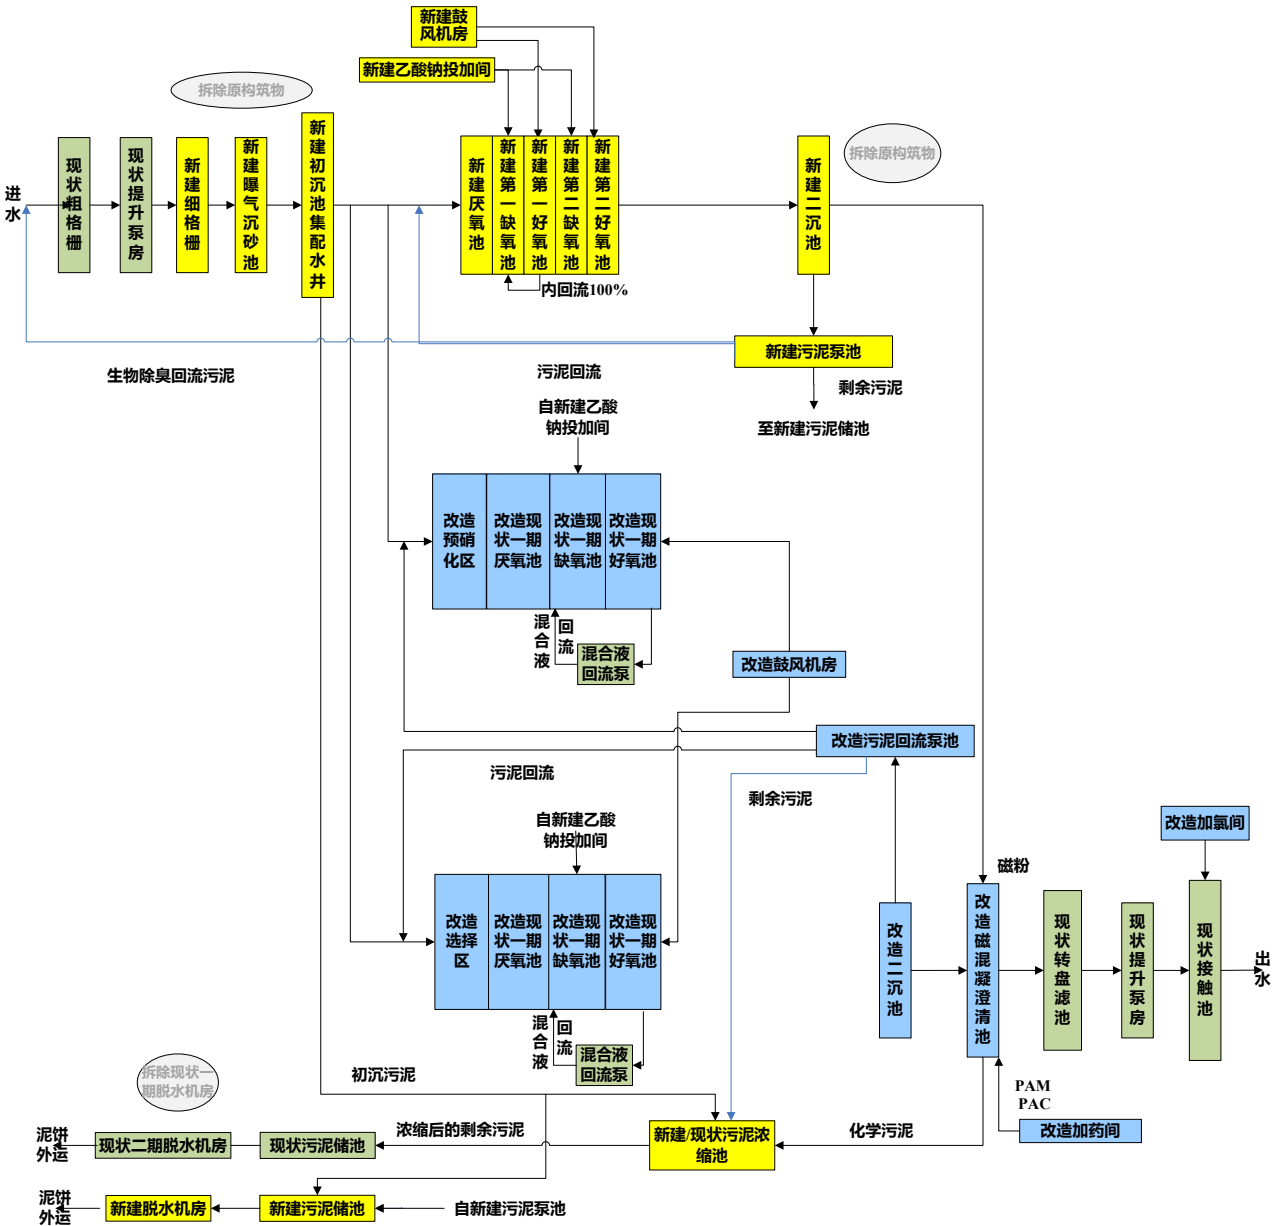 新建鼓
风机房
新建乙酸钠投加间
拆除原构筑物
拆除原构筑物
进
水
现状粗格栅
现状提升泵房
新建细格栅
新建曝气沉砂池
新建初沉池集配水井
新建厌氧池
新建第一缺氧池
新建第一好氧池
新建第二缺氧池
新建第二好氧池
新建二沉池
内回流100%
新建污泥泵池
生物除臭回流污泥
污泥回流
剩余污泥
至新建污泥储池
自新建乙酸
钠投加间
改造
预硝
化区
改造现
状一期
厌氧池
改造现
状一期
缺氧池
改造现
状一期
好氧池
混合液
回流
混合液
回流泵
改造鼓风机房
改造污泥回流泵池
污泥回流
剩余污泥
自新建乙酸
钠投加间
改造加氯间
磁粉
改造
选择
区
改造现
状一期
厌氧池
改造现
状一期
缺氧池
改造现
状一期
好氧池
改造二沉池
改造磁混凝澄清池
现状转盘滤池
现状提升泵房
现状接触池
出
水
混合液
回流
混合液
回流泵
拆除现状一
期脱水机房
初沉污泥
PAM
PAC
改造加药间
泥饼
外运
现状二期脱水机房
现状污泥储池
浓缩后的剩余污泥
新建/现状污泥浓
缩池
化学污泥
泥饼
外运
新建脱水机房
新建污泥储池
自新建污泥泵池